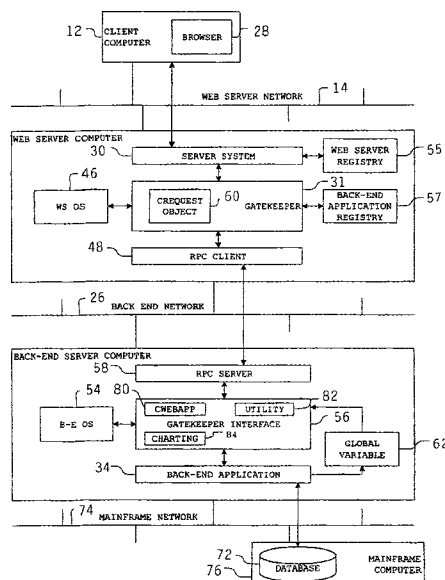 12
CLIENT
COMPUTER
BROWSER
28
WEB SERVER NETWORK
14
WEB SERVER COMPUTER
30
SERVER SYSTEM
WEB SERVER
REGISTRY
55
46
WS OS
CREQUEST
OBJECT
60
GATEKEEPER
31
BACK-END
APPLICATION
REGISTRY
57
48
RPC CLIENT
26
BACK END NETWORK
BACK-END SERVER COMPUTER
58
RPC SERVER
54
B-E OS
80
CWEBAPP
UTILITY
82
GATEKEEPER INTERFACE
56
CHARTING
84
GLOBAL
VARIABLE
62
34
BACK-END APPLICATION
74
MAINFRAME NETWORK
72
DATABASE
76
MAINFRAME
COMPUTER